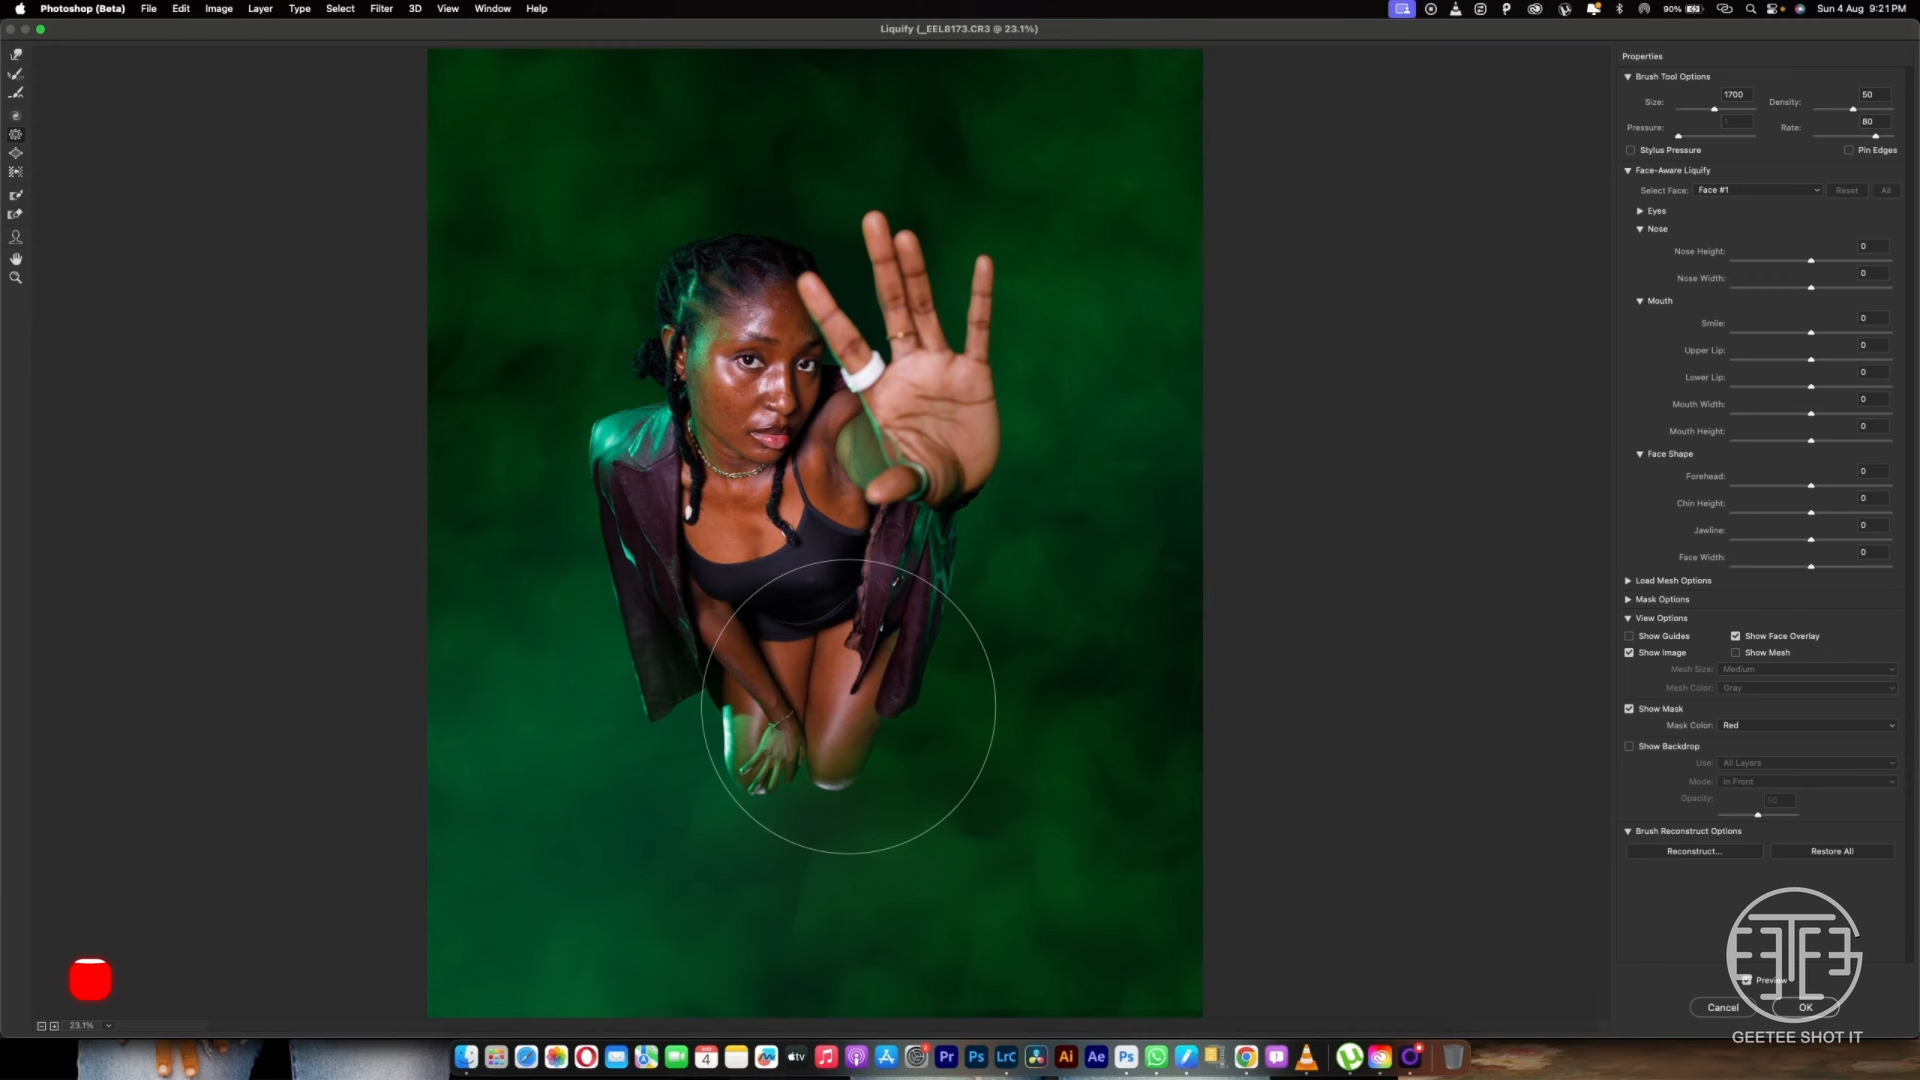 Photoshop (Beta) File Edit Image Layer Type Select Filter 3D View Window Help 90% Sun 4 Aug 9:21 PM
Liquify (_EEL8173.CR3 @ 23.1%)
Properties
Brush Tool Options
Size: 1700 Density: 50
Pressure: 1 Rate: 80
Stylus Pressure Pin Edges
Face-Aware Liquify
Select Face: Face #1 Reset All
Eyes
Nose
Nose Height: 0
Nose Width: 0
Mouth
Smile: 0
Upper Lip: 0
Lower Lip: 0
Mouth Width: 0
Mouth Height: 0
Face Shape
Forehead: 0
Chin Height: 0
Jawline: 0
Face Width: 0
Load Mesh Options
Mask Options
View Options
Show Guides Show Face Overlay
Show Image Show Mesh
Mesh Size: Medium
Mesh Color: Gray
Show Mask
Mask Color: Red
Show Backdrop
Use: All Layers
Mode: In Front
Opacity: 50
Brush Reconstruct Options
Reconstruct... Restore All
Preview
Cancel OK
GEETEE SHOT IT
23.1%
AUG 4 tv 2 Pr Ps LrC Ai Ae Ps